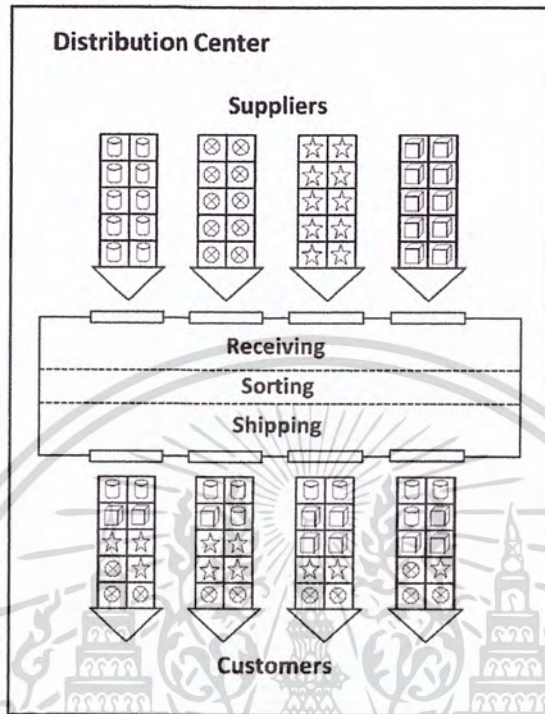 Distribution Center
Suppliers
Receiving
Sorting
Shipping
Customers